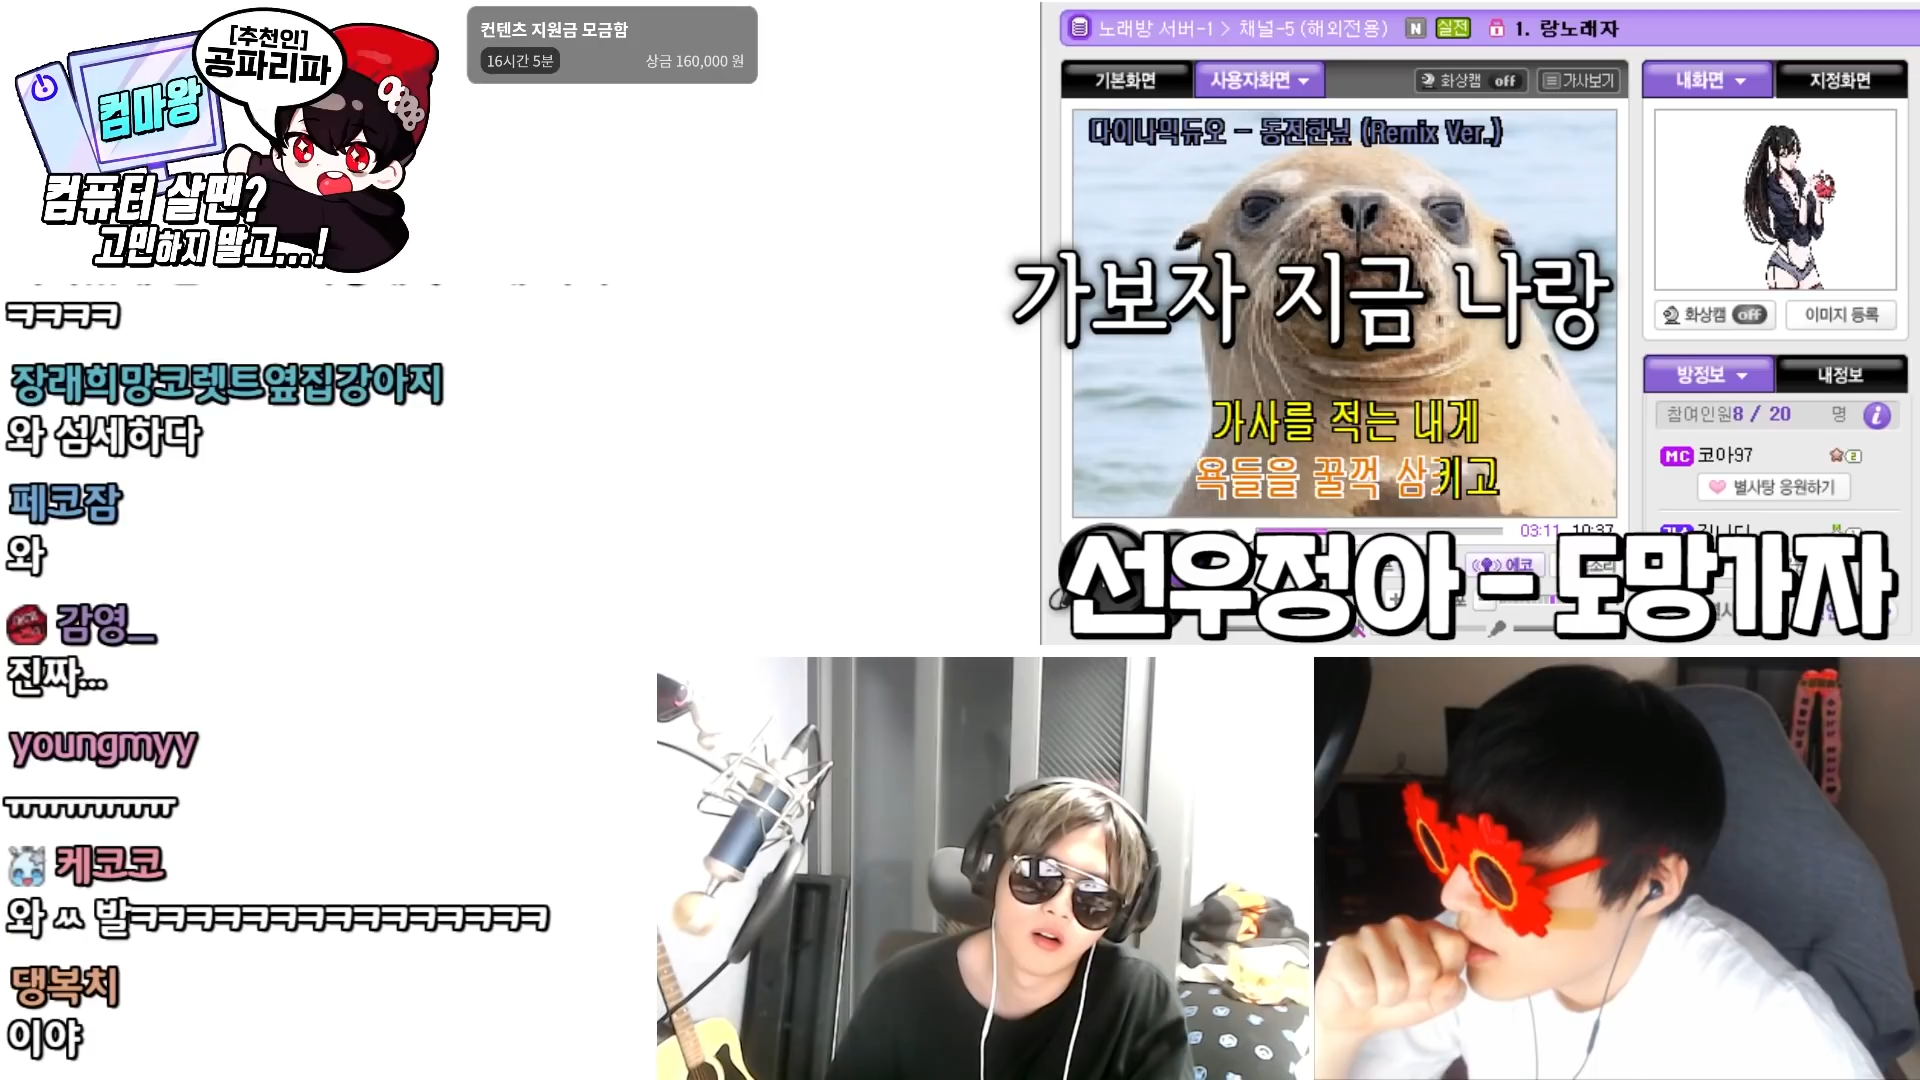 [추천인]
공파리파
컴마왕
컴퓨터 살땐?
고민하지 말고...!
컨텐츠 지원금 모금함
16시간 5분
상금 160,000 원
ㅋㅋㅋㅋ
장래희망코렛트옆집강아지
와 섬세하다
페코잠
와
감영__
진짜...
youngmyy
ㅠㅠㅠㅠㅠㅠ
케코코
와 ㅆ 발ㅋㅋㅋㅋㅋㅋㅋㅋㅋㅋㅋㅋㅋㅋㅋ
댕복치
이야
노래방 서버-1 > 채널-5 (해외전용)
N
실전
1. 랑노래자
기본화면
사용자화면
화상캠 off
가사보기
내화면
지정화면
다이나믹듀오 - 동전한닢 (Remix Ver.)
가보자 지금 나랑
가사를 적는 내게
욕들을 꿀꺽 삼키고
화상캠 off
이미지 등록
방정보
내정보
참여인원8 / 20 명
MC 코아97
2
별사탕 응원하기
03:11
10:37
에코
선우정아 - 도망가자